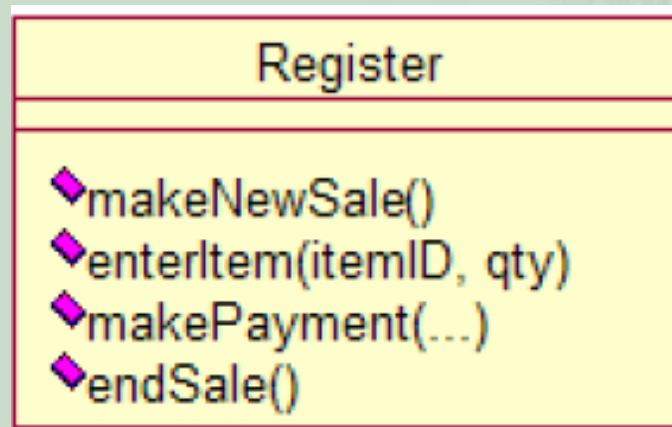 Register
makeNewSale()
enterItem(itemID, qty)
makePayment(...)
endSale()